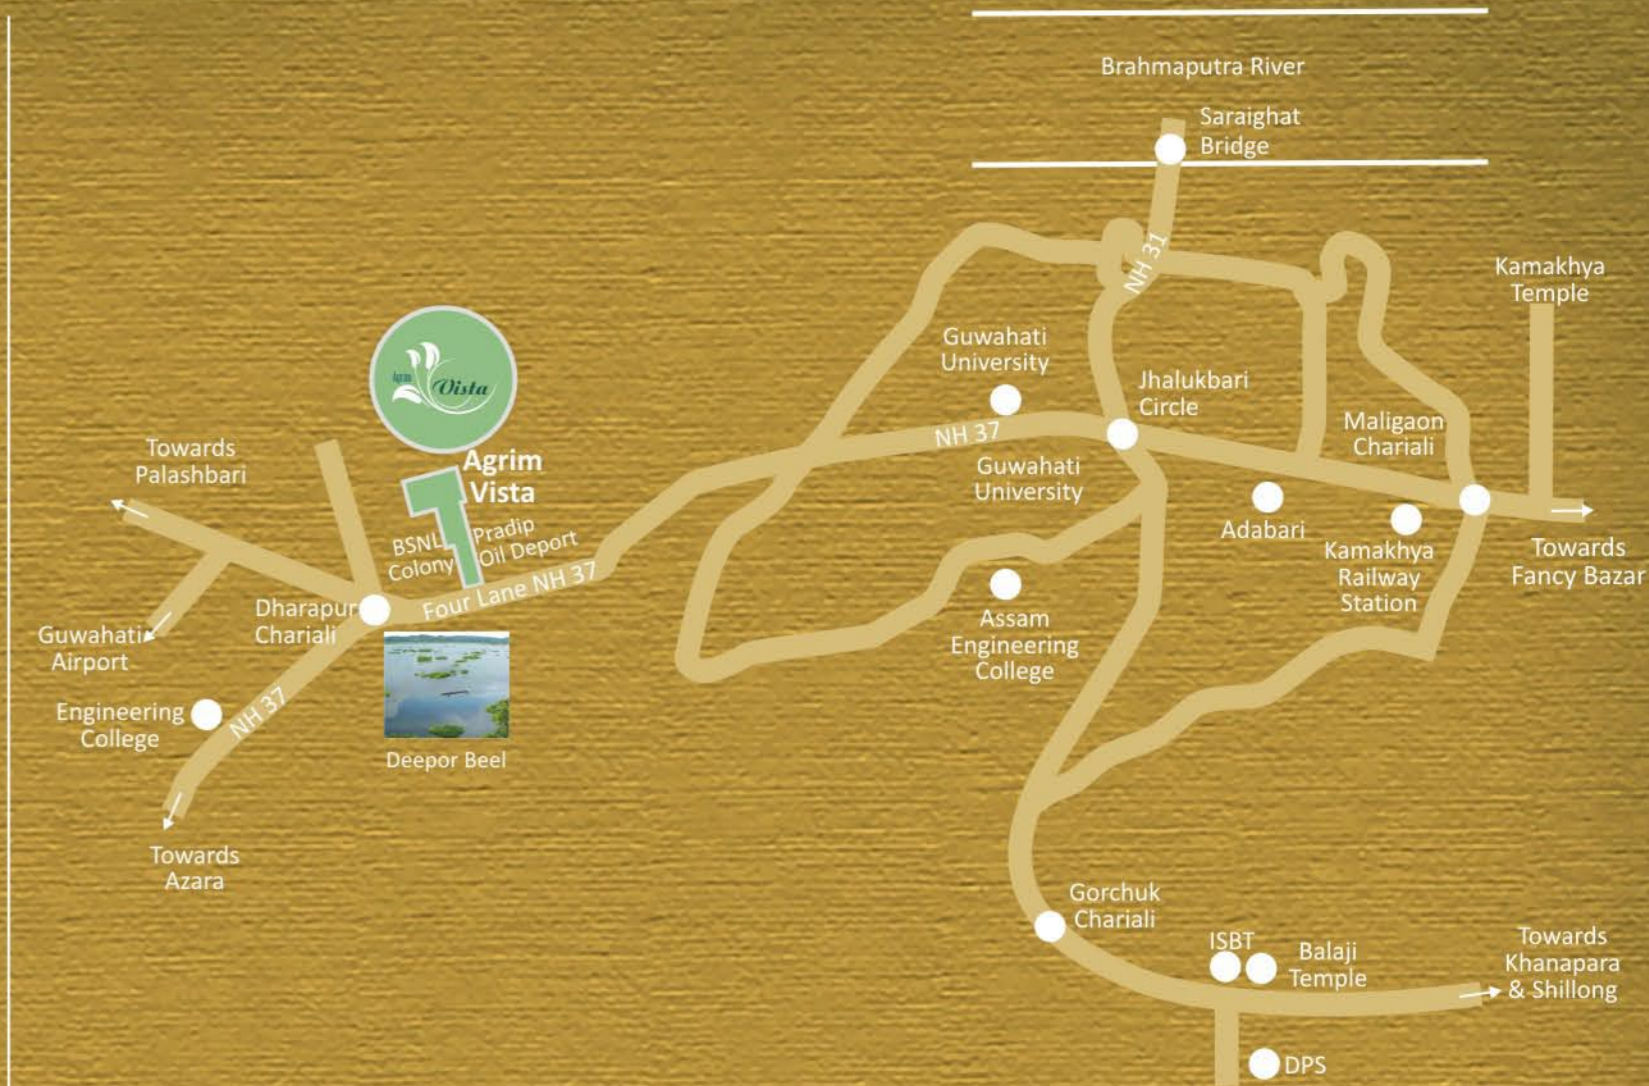 Brahmaputra River
Saraighat
Bridge
NH 31
Kamakhya
Temple
Guwahati
University
Jhalukbari
Circle
Agrim
Vista
Maligaon
Chariali
NH 37
Towards
Palashbari
Agrim
Vista
Guwahati
University
BSNL
Colony
Pradip
Oil Deport
Adabari
Kamakhya
Railway
Station
Towards
Fancy Bazar
Four Lane NH 37
Dharapur
Chariali
Guwahati
Airport
Assam
Engineering
College
Engineering
College
NH 37
Deepor Beel
Towards
Azara
Gorchuk
Chariali
ISBT
Balaji
Temple
Towards
Khanapara
& Shillong
DPS